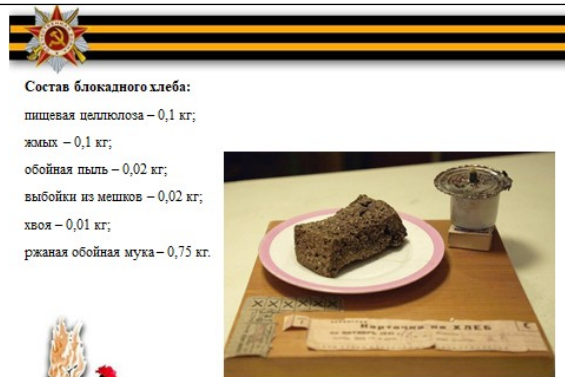 Состав блокадного хлеба:
пищевая целлюлоза – 0,1 кг;
жмых – 0,1 кг;
обойная пыль – 0,02 кг;
выбойки из мешков – 0,02 кг;
хвоя – 0,01 кг;
ржаная обойная мука – 0,75 кг.
Карточка на ХЛЕБ